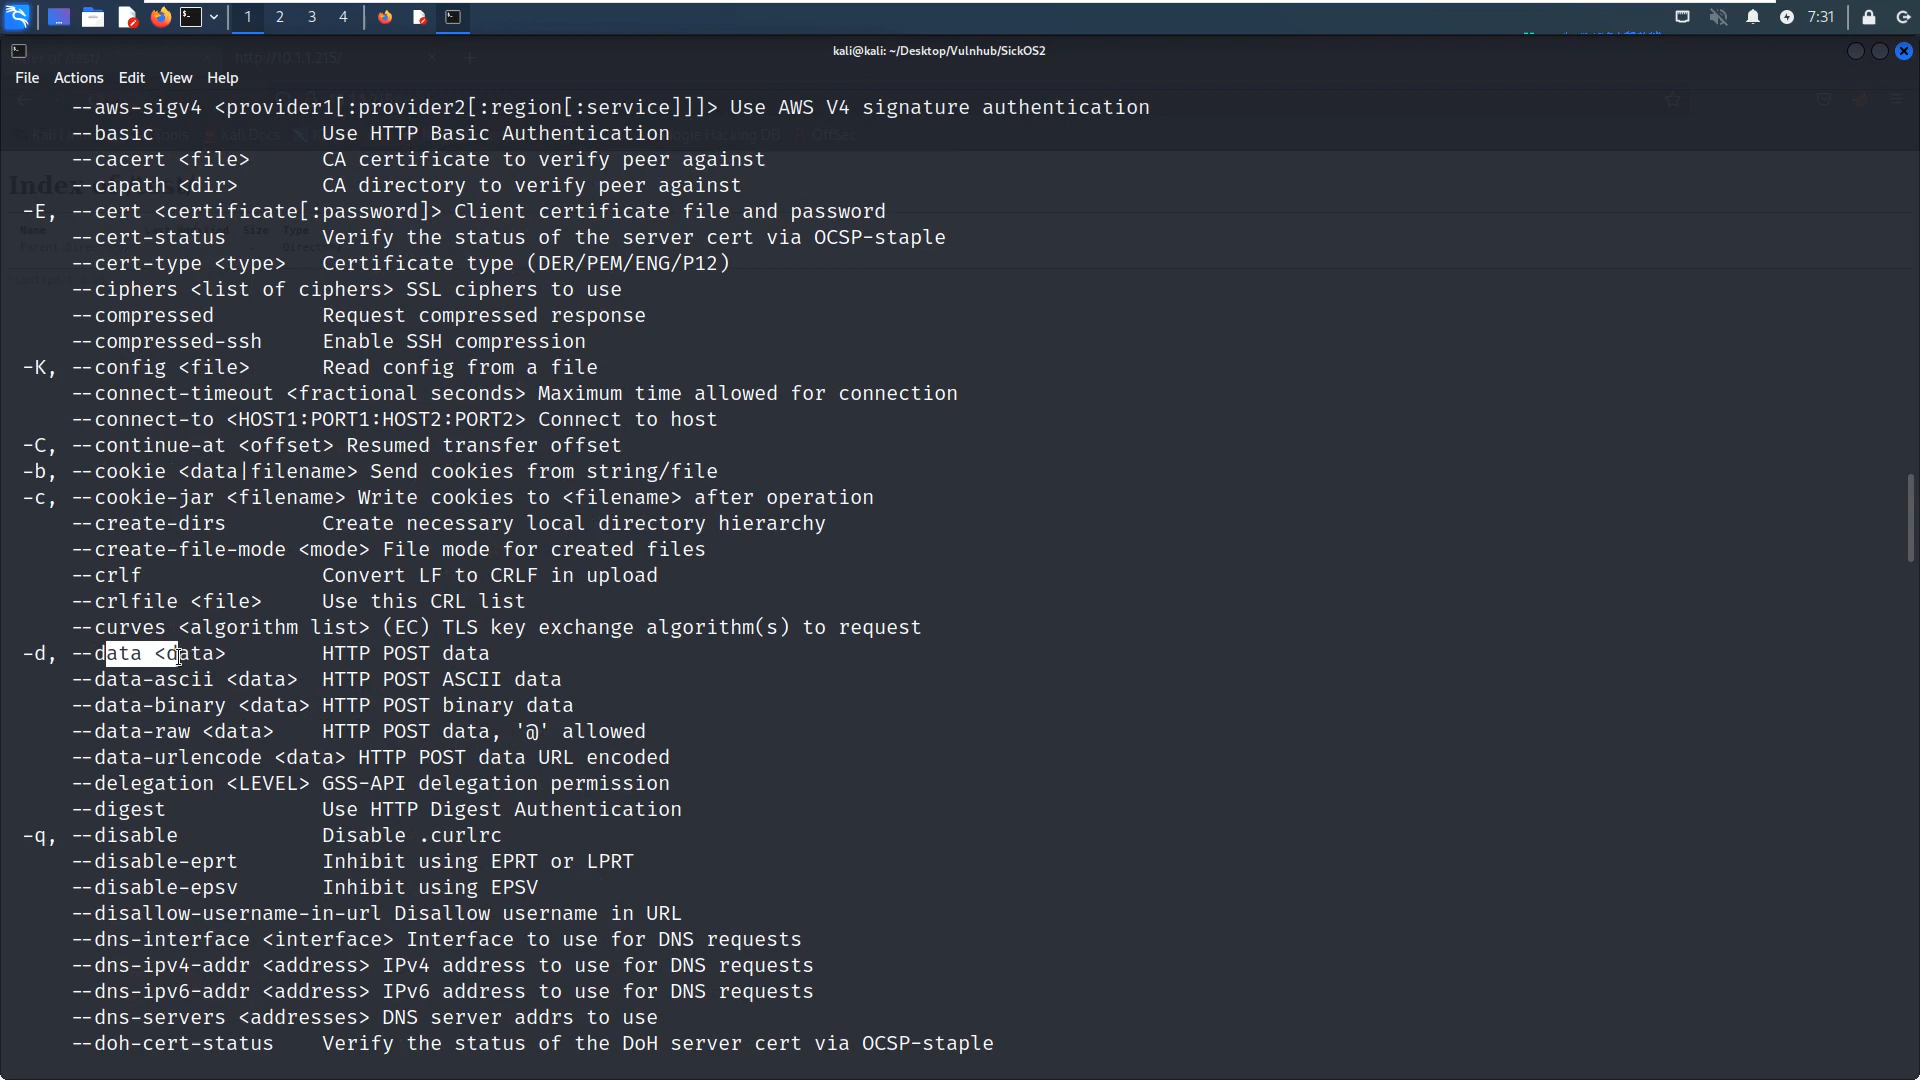 1 2 3 4
7:31
kali@kali: ~/Desktop/Vulnhub/SickOS2
File Actions Edit View Help
--aws-sigv4 <provider1[:provider2[:region[:service]]]> Use AWS V4 signature authentication
--basic Use HTTP Basic Authentication
--cacert <file> CA certificate to verify peer against
--capath <dir> CA directory to verify peer against
-E, --cert <certificate[:password]> Client certificate file and password
--cert-status Verify the status of the server cert via OCSP-staple
--cert-type <type> Certificate type (DER/PEM/ENG/P12)
--ciphers <list of ciphers> SSL ciphers to use
--compressed Request compressed response
--compressed-ssh Enable SSH compression
-K, --config <file> Read config from a file
--connect-timeout <fractional seconds> Maximum time allowed for connection
--connect-to <HOST1:PORT1:HOST2:PORT2> Connect to host
-C, --continue-at <offset> Resumed transfer offset
-b, --cookie <data|filename> Send cookies from string/file
-c, --cookie-jar <filename> Write cookies to <filename> after operation
--create-dirs Create necessary local directory hierarchy
--create-file-mode <mode> File mode for created files
--crlf Convert LF to CRLF in upload
--crlfile <file> Use this CRL list
--curves <algorithm list> (EC) TLS key exchange algorithm(s) to request
-d, --data <data> HTTP POST data
--data-ascii <data> HTTP POST ASCII data
--data-binary <data> HTTP POST binary data
--data-raw <data> HTTP POST data, '@' allowed
--data-urlencode <data> HTTP POST data URL encoded
--delegation <LEVEL> GSS-API delegation permission
--digest Use HTTP Digest Authentication
-q, --disable Disable .curlrc
--disable-eprt Inhibit using EPRT or LPRT
--disable-epsv Inhibit using EPSV
--disallow-username-in-url Disallow username in URL
--dns-interface <interface> Interface to use for DNS requests
--dns-ipv4-addr <address> IPv4 address to use for DNS requests
--dns-ipv6-addr <address> IPv6 address to use for DNS requests
--dns-servers <addresses> DNS server addrs to use
--doh-cert-status Verify the status of the DoH server cert via OCSP-staple